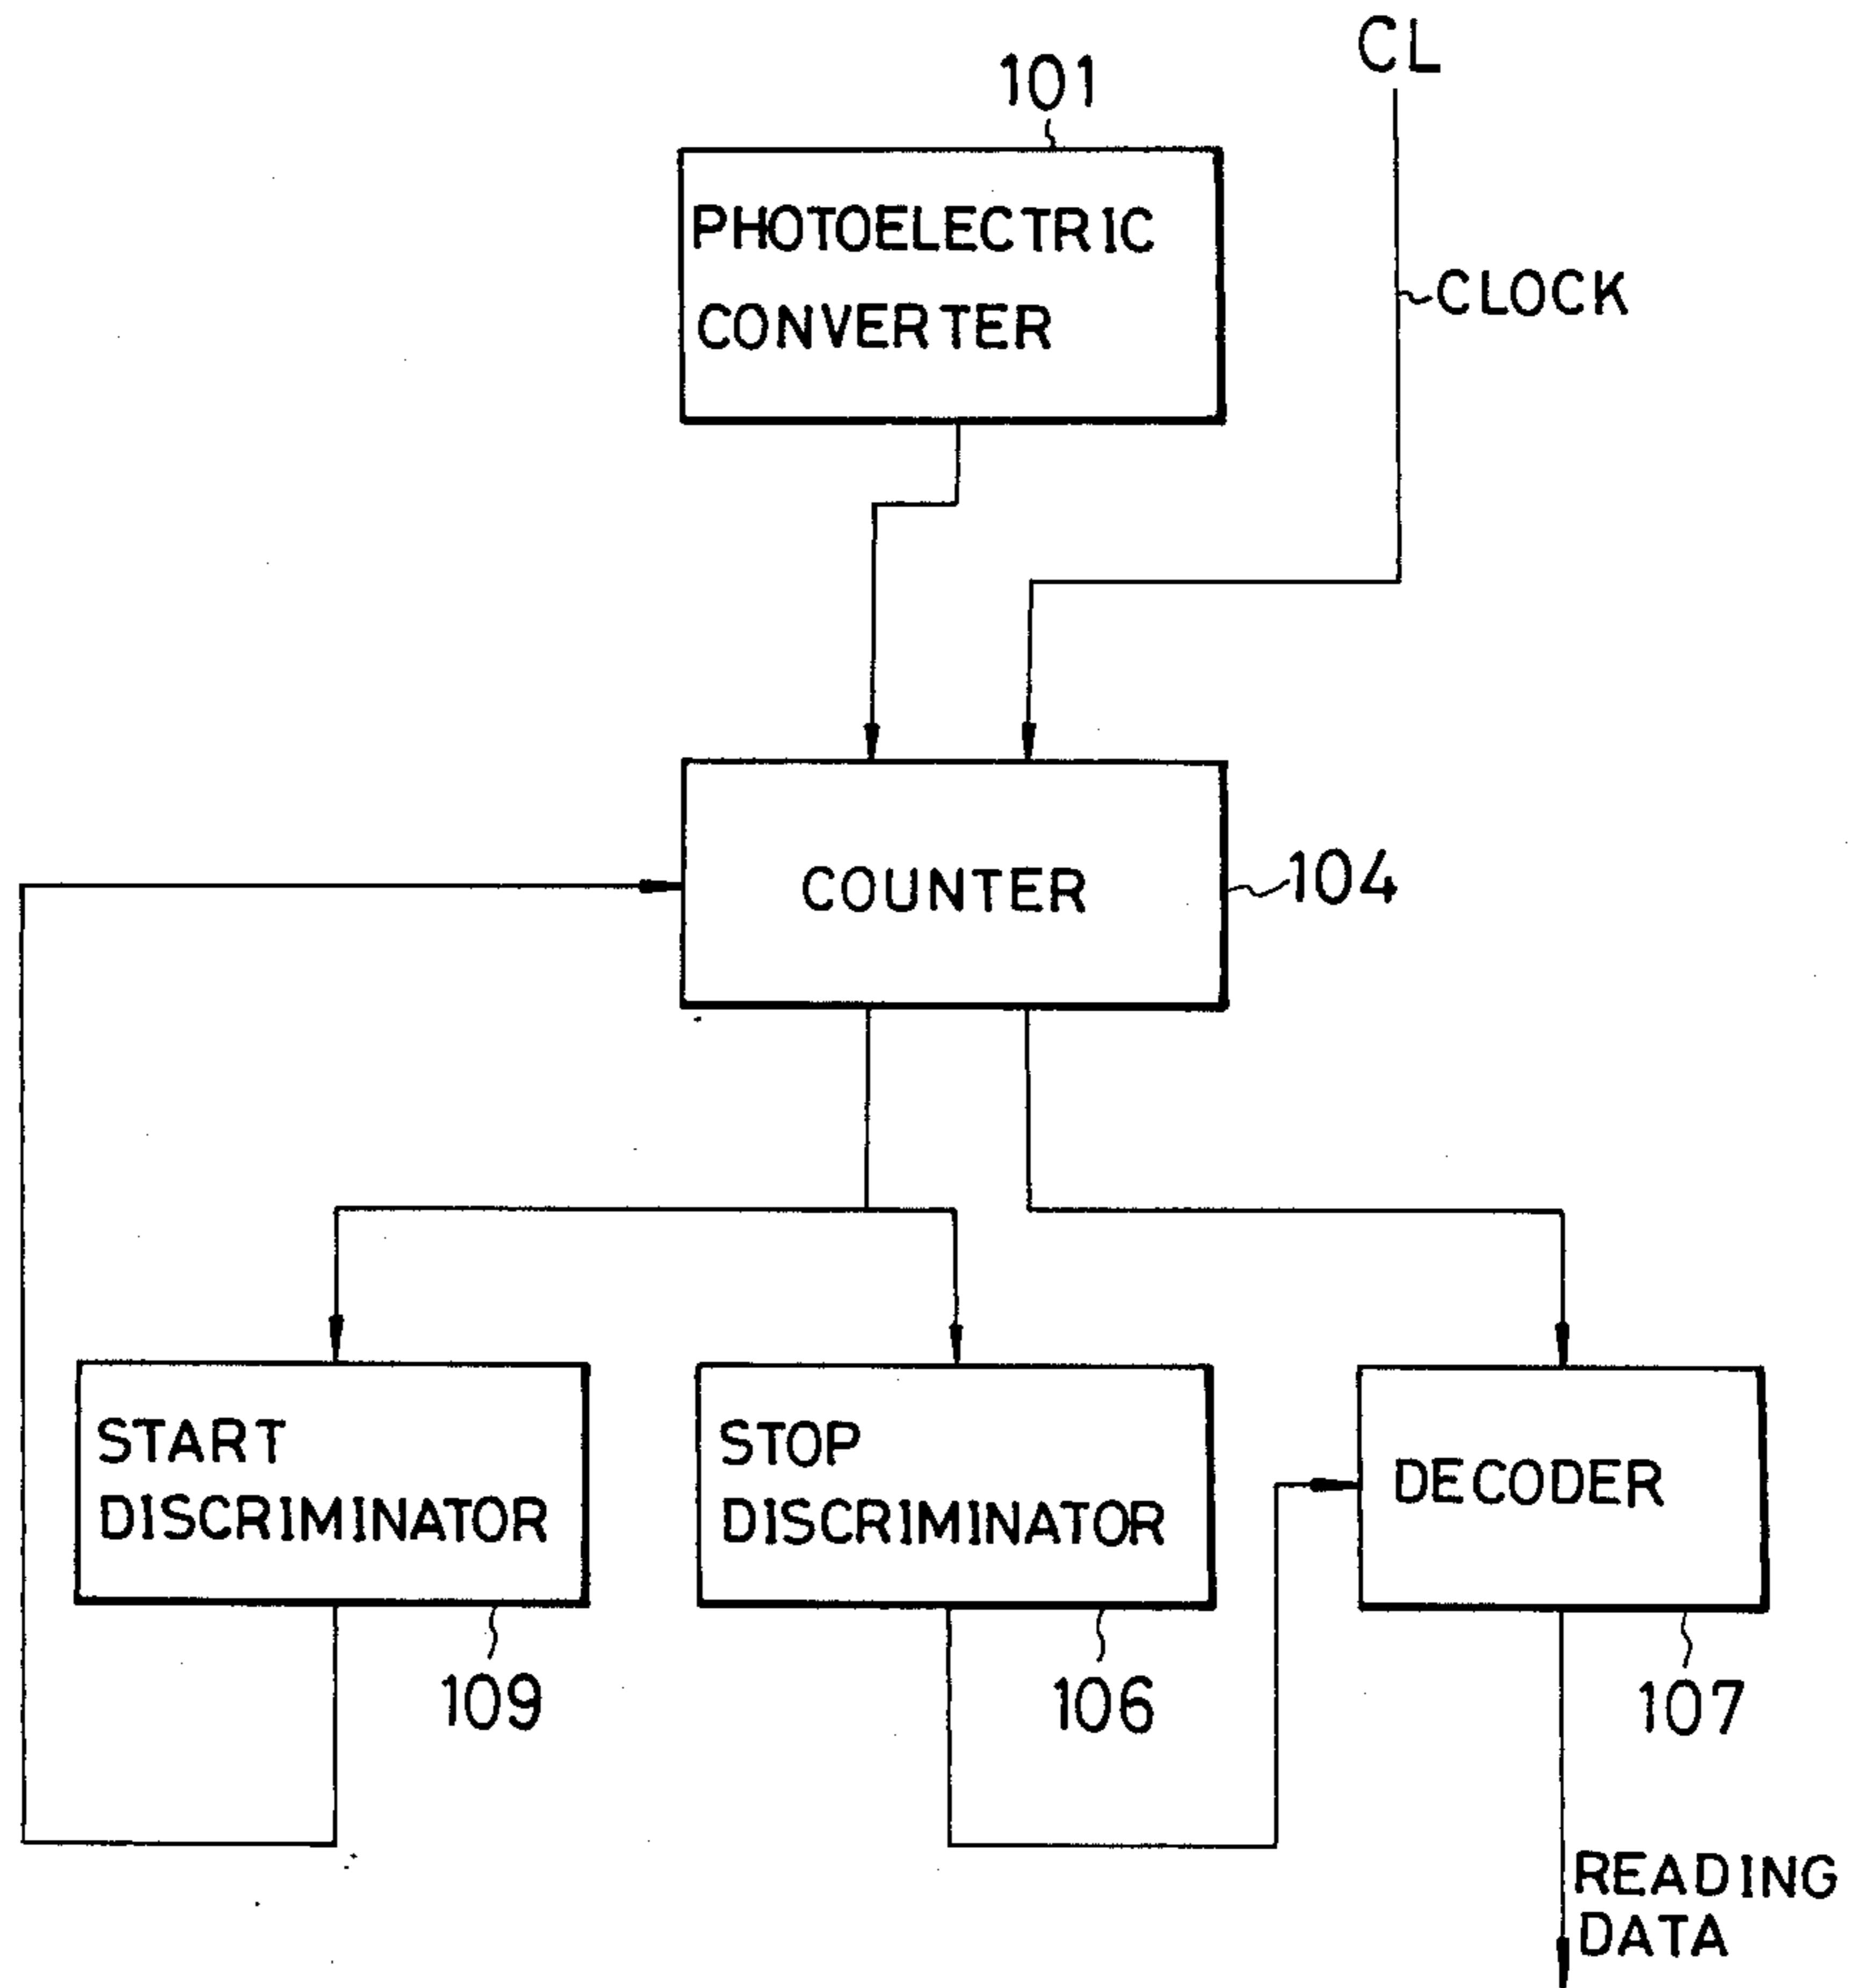 CL
101
PHOTOELECTRIC
CONVERTER
CLOCK
COUNTER
104
START
DISCRIMINATOR
109
STOP
DISCRIMINATOR
106
DECODER
107
READING
DATA